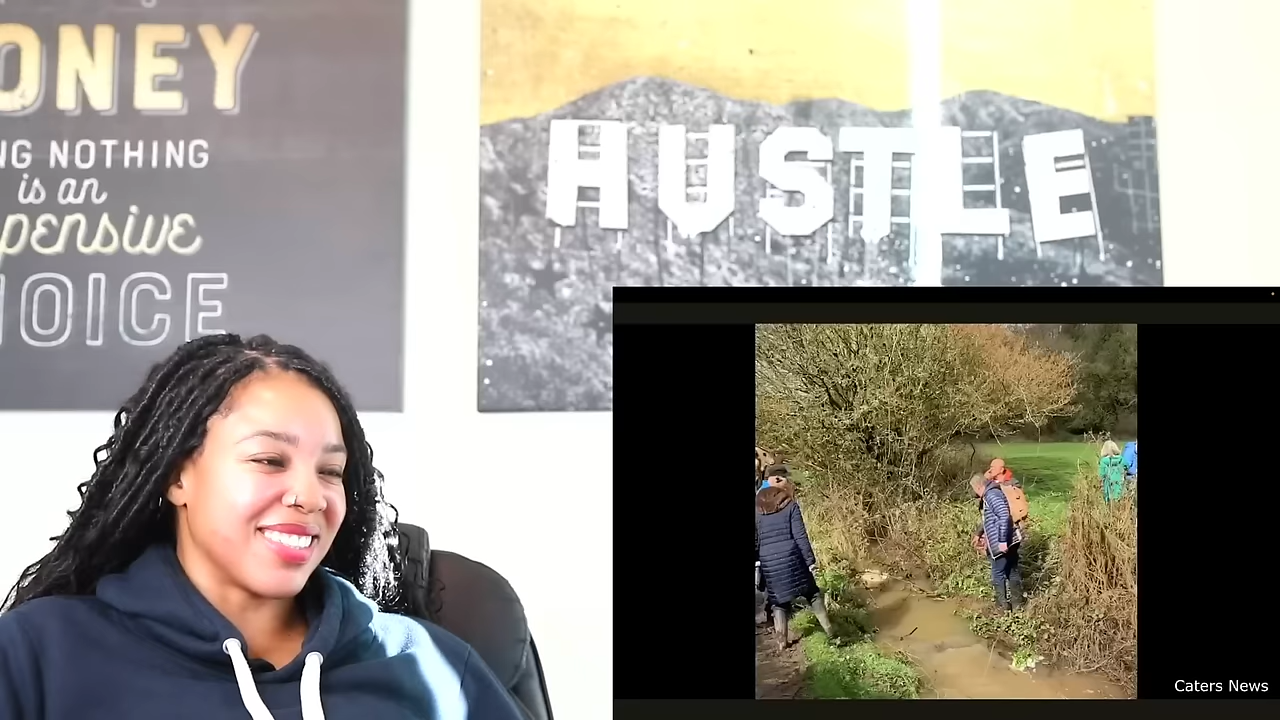 ONEY
NG NOTHING
is an
pensive
HOICE
HUSTLE
Caters News